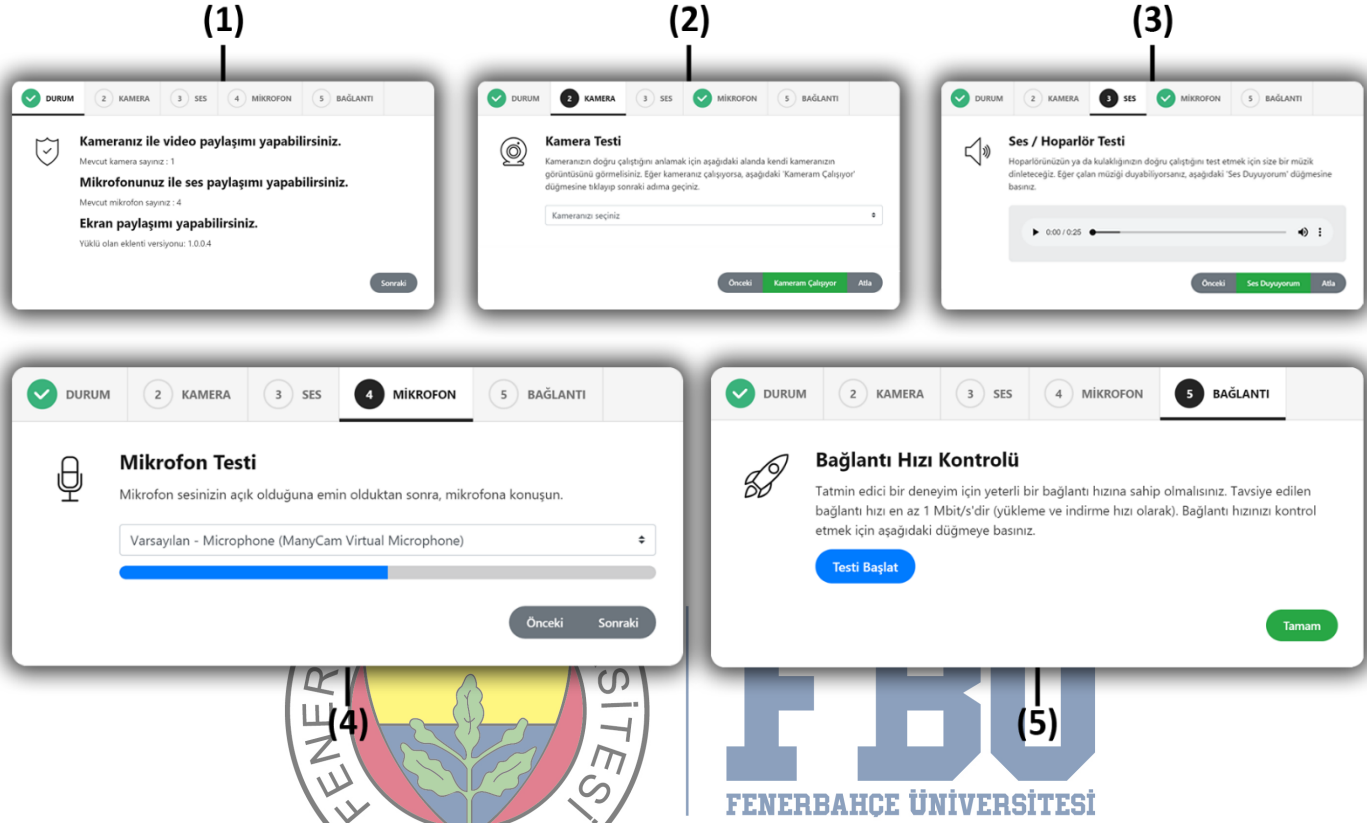 (1)
(2)
(3)
DURUM 2 KAMERA 3 SES 4 MİKROFON 5 BAĞLANTI
Kameranız ile video paylaşımı yapabilirsiniz.
Mevcut kamera sayınız : 1
Mikrofonunuz ile ses paylaşımı yapabilirsiniz.
Mevcut mikrofon sayınız : 4
Ekran paylaşımı yapabilirsiniz.
Yüklü olan eklenti versiyonu: 1.0.0.4
Sonraki
DURUM 2 KAMERA 3 SES MİKROFON 5 BAĞLANTI
Kamera Testi
Kameranızın doğru çalıştığını anlamak için aşağıdaki alanda kendi kameranızın
görüntüsünü görmelisiniz. Eğer kameranız çalışıyorsa, aşağıdaki 'Kameram Çalışıyor'
düğmesine tıklayıp sonraki adıma geçiniz.
Kameranızı seçiniz
Önceki Kameram Çalışıyor Atla
DURUM 2 KAMERA 3 SES MİKROFON 5 BAĞLANTI
Ses / Hoparlör Testi
Hoparlörünüzün ya da kulaklığınızın doğru çalıştığını test etmek için size bir müzik
dinleteceğiz. Eğer çalan müziği duyabiliyorsanız, aşağıdaki 'Ses Duyuyorum' düğmesine
basınız.
0:00 / 0:25
Önceki Ses Duyuyorum Atla
DURUM 2 KAMERA 3 SES 4 MİKROFON 5 BAĞLANTI
Mikrofon Testi
Mikrofon sesinizin açık olduğuna emin olduktan sonra, mikrofona konuşun.
Varsayılan - Microphone (ManyCam Virtual Microphone)
Önceki Sonraki
DURUM 2 KAMERA 3 SES 4 MİKROFON 5 BAĞLANTI
Bağlantı Hızı Kontrolü
Tatmin edici bir deneyim için yeterli bir bağlantı hızına sahip olmalısınız. Tavsiye edilen
bağlantı hızı en az 1 Mbit/s'dir (yükleme ve indirme hızı olarak). Bağlantı hızınızı kontrol
etmek için aşağıdaki düğmeye basınız.
Testi Başlat
Tamam
(4)
(5)
FBÜ
FENERBAHÇE ÜNİVERSİTESİ